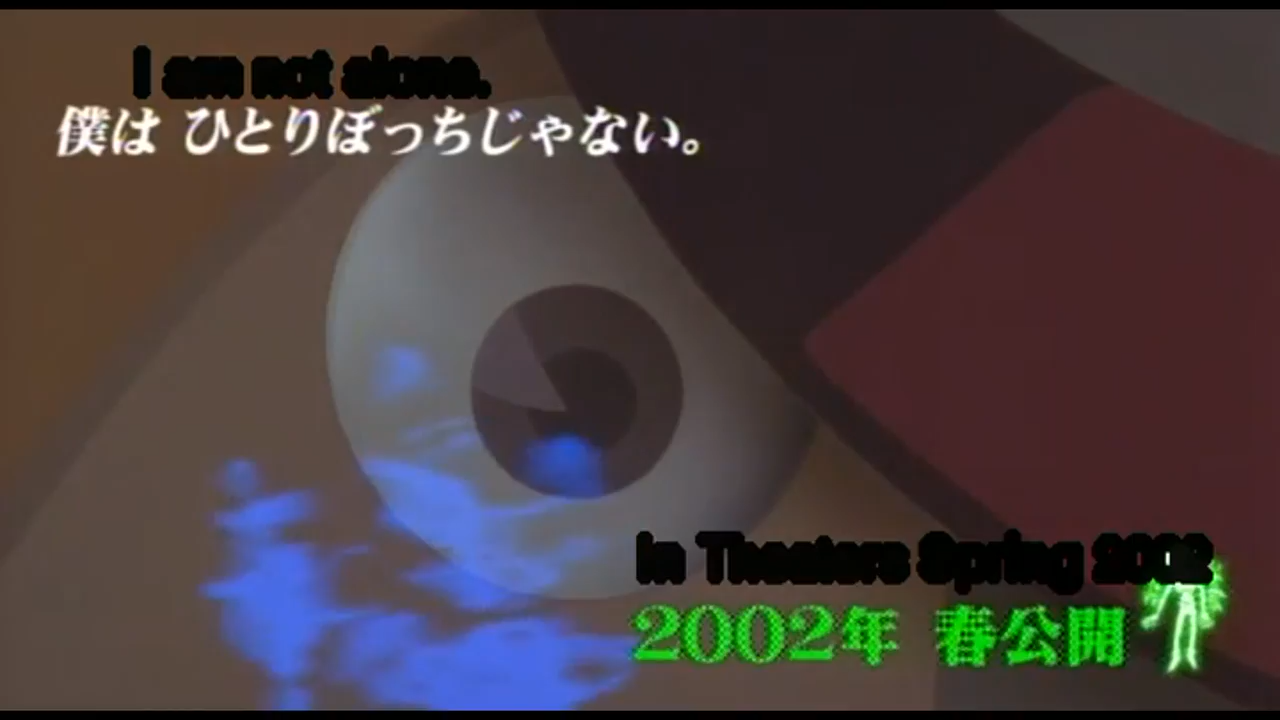 I am not alone.
僕は ひとりぼっちじゃない。
In Theaters Spring 2002
2002年 春公開